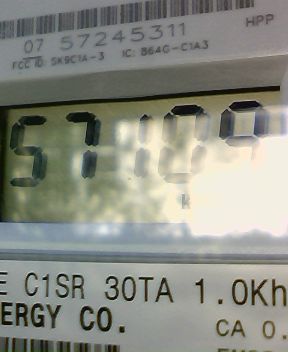 HPP
07 57245311
FCC ID: SK9C1A-3 IC: 864G-C1A3
57109
E C1SR 30TA 1.0Kh
ERGY CO.
CA 0.